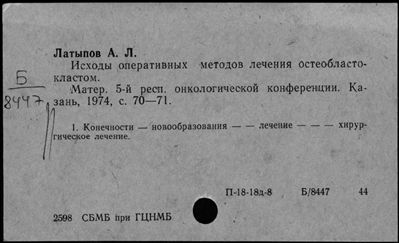 Латыпов А. Л.
Исходы оперативных методов лечения остеобласто-
кластом.
Б
8447
Матер. 5-й респ. онкологической конференции. Ка-
зань, 1974, с. 70—71.
1. Конечности — новообразования — — лечение — — — хирур-
гическое лечение.
П-18-18д-8 Б/8447 44
2598 СБМБ при ГЦНМБ